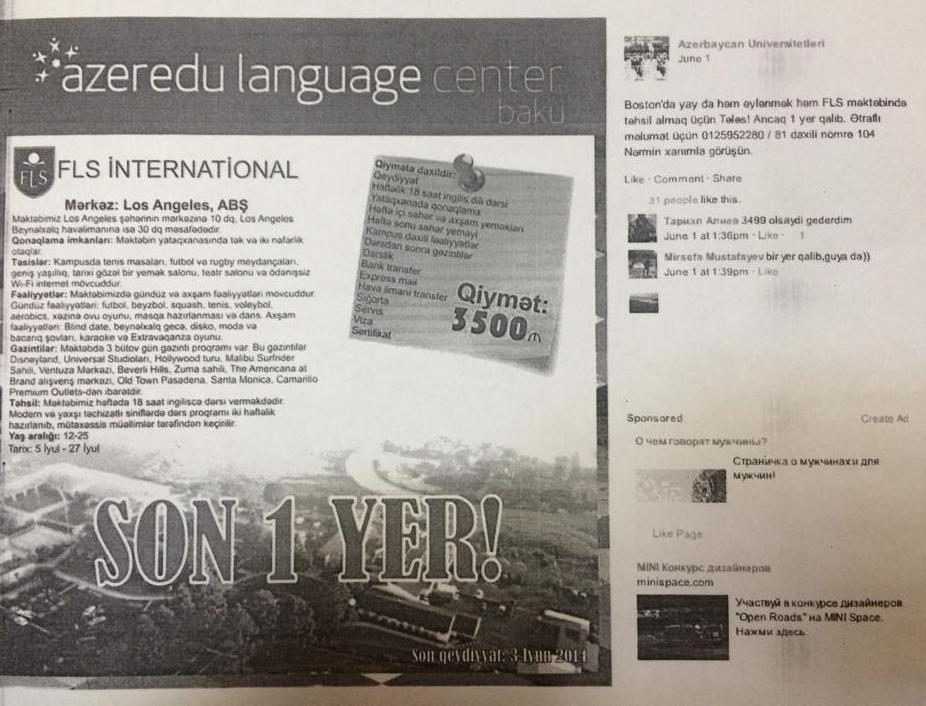 azeredu language center
baku
FLS
FLS İNTERNATİONAL
Mərkəz: Los Angeles, ABŞ
Məktəbimiz Los Angeles şəhərinin mərkəzinə 10 dq, Los Angeles
Beynəlxalq havalimanına isə 30 dq məsafədədir.
Qonaqlama imkanları: Məktəbin yataqxanasında tək və iki nəfərlik
otaqlar.
Təsislər: Kampusda tenis masaları, futbol və rugby meydançaları,
geniş yaşıllıq, tarixi gözəl bir yemək salonu, teatr salonu və ödənişsiz
Wi-Fi internet mövcuddur.
Fəaliyyətlər: Məktəbimizdə gündüz və axşam fəaliyyətləri mövcuddur.
Gündüz fəaliyyətləri: futbol, beyzbol, squash, tenis, voleybol,
aerobics, xəzinə ovu oyunu, masqa hazırlanması və dans. Axşam
fəaliyyətləri: Blind date, beynəlxalq gecə, disko, moda və
bacarıq şovları, karaoke və Extravaqanza oyunu.
Gəzintilər: Məktəbdə 3 bütov gün gəzinti proqramı var. Bu gəzintilər
Disneyland, Universal Studioları, Hollywood turu, Malibu Surfrider
Sahili, Ventuza Mərkəzi, Beverli Hills, Zuma sahili, The Americana at
Brand alışveriş mərkəzi, Old Town Pasadena, Santa Monica, Camarillo
Premium Outlets-dən ibarətdir.
Təhsil: Məktəbimiz həftədə 18 saat ingiliscə dərsi verməkdədir.
Modern və yaxşı təchizatlı siniflərdə dərs proqramı iki həftəlik
hazırlanıb, mütəxəssis müəllimlər tərəfindən keçirilir.
Yaş aralığı: 12-25
Tarix: 5 İyul - 27 İyul
Qiymətə daxildir:
Qeydiyyat
Həftəlik 18 saat ingilis dili dərsi
Yataqxanada qonaqlama
Həftə içi səhər və axşam yeməkləri
Həftə sonu səhər yeməyi
Kampus daxili fəaliyyətlər
Dərsdən sonra gəzintilər
Dərslik
Bank transfer
Express mail
Hava limanı transfer
Sığorta
Servis
Viza
Sertifikat
Qiymət:
3500₼
SON 1 YER!
Son qeydiyyat: 3 Iyun 2014
Azerbaycan Universitetleri
June 1
Boston'da yay da həm əylənmək həm FLS məktəbində
təhsil almaq üçün Tələs! Ancaq 1 yer qalıb. Ətraflı
məlumat üçün 0125952280 / 81 daxili nömrə 104
Nərmin xanımla görüşün.
Like · Comment · Share
31 people like this.
Тариэл Алиев 3499 olsaydi gederdim
June 1 at 1:36pm · Like · 1
Mirsefa Mustafayev bir yer qalib,guya da))
June 1 at 1:39pm · Like
Sponsored
Create Ad
О чем говорят мужчины?
Страничка о мужчинах и для
мужчин!
Like Page
MINI Конкурс дизайнеров
minispace.com
Участвуй в конкурсе дизайнеров
"Open Roads" на MINI Space.
Нажми здесь.